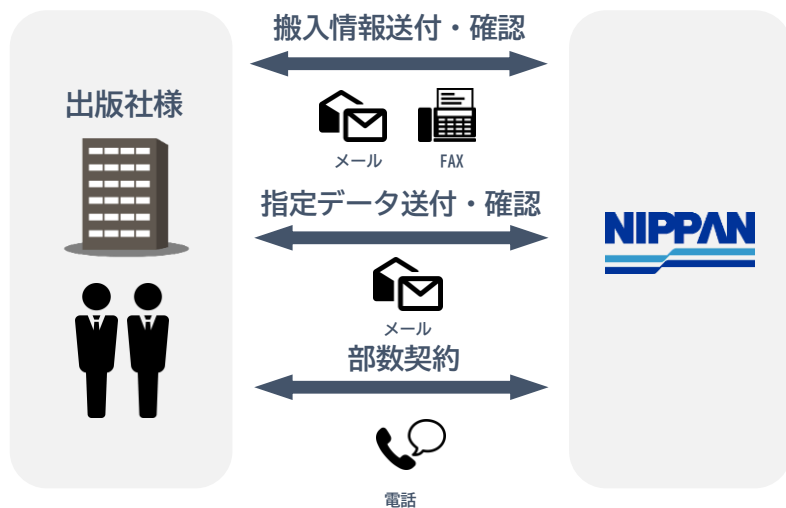 搬入情報送付・確認
出版社様
メール
FAX
指定データ送付・確認
NIPPAN
メール
部数契約
電話